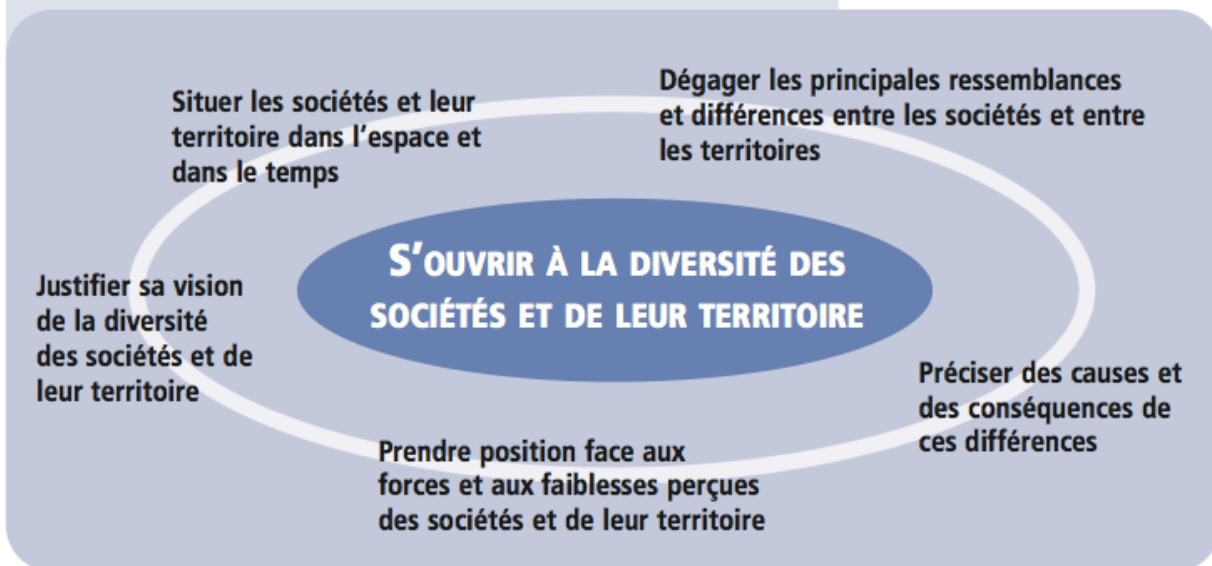 Situer les sociétés et leur
territoire dans l'espace et
dans le temps
Dégager les principales ressemblances
et différences entre les sociétés et entre
les territoires
S'OUVRIR À LA DIVERSITÉ DES
SOCIÉTÉS ET DE LEUR TERRITOIRE
Justifier sa vision
de la diversité
des sociétés et de
leur territoire
Préciser des causes et
des conséquences de
ces différences
Prendre position face aux
forces et aux faiblesses perçues
des sociétés et de leur territoire